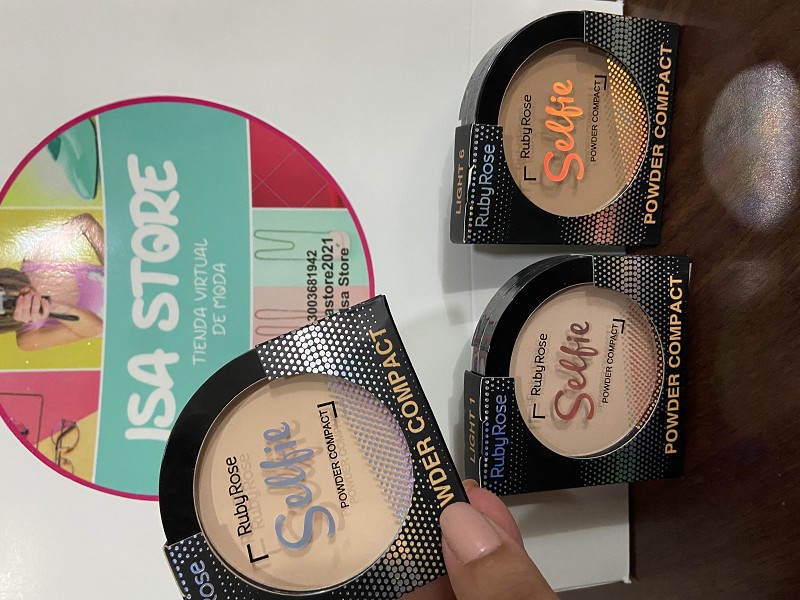 ISA STORE
TIENDA VIRTUAL
DE MODA
3003681942
astore2021
sa Store
LIGHT 6
RubyRose
RubyRose
Selfie
POWDER COMPACT
POWDER COMPACT
LIGHT 1
RubyRose
RubyRose
Selfie
POWDER COMPACT
POWDER COMPACT
ose
RubyRose
Selfie
POWDER COMPACT
WDER COMPACT